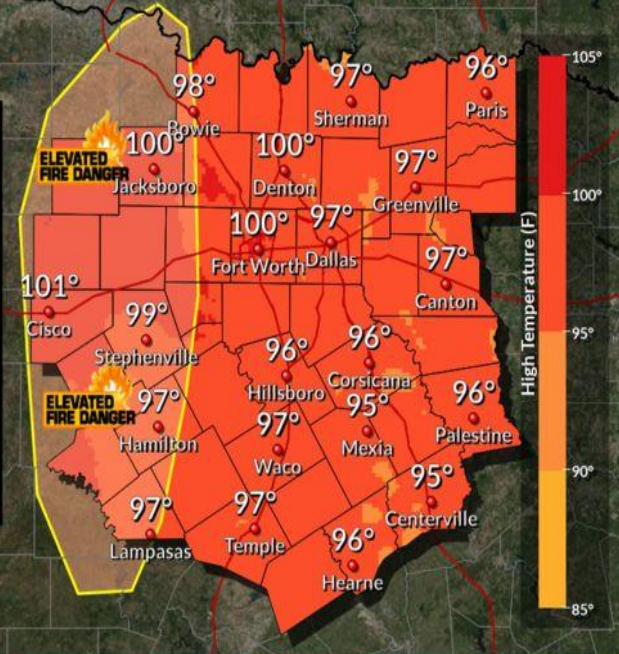 98°
Bowie
97°
Sherman
96°
Paris
ELEVATED
FIRE DANGER
100°
Jacksboro
100°
Denton
97°
Greenville
100°
Fort Worth
97°
Dallas
97°
Canton
101°
Cisco
99°
Stephenville
96°
Hillsboro
96°
Corsicana
ELEVATED
FIRE DANGER
97°
Hamilton
97°
Waco
95°
Mexia
96°
Palestine
97°
Lampasas
97°
Temple
96°
Hearne
95°
Centerville
High Temperature (F)
105°
100°
95°
90°
85°